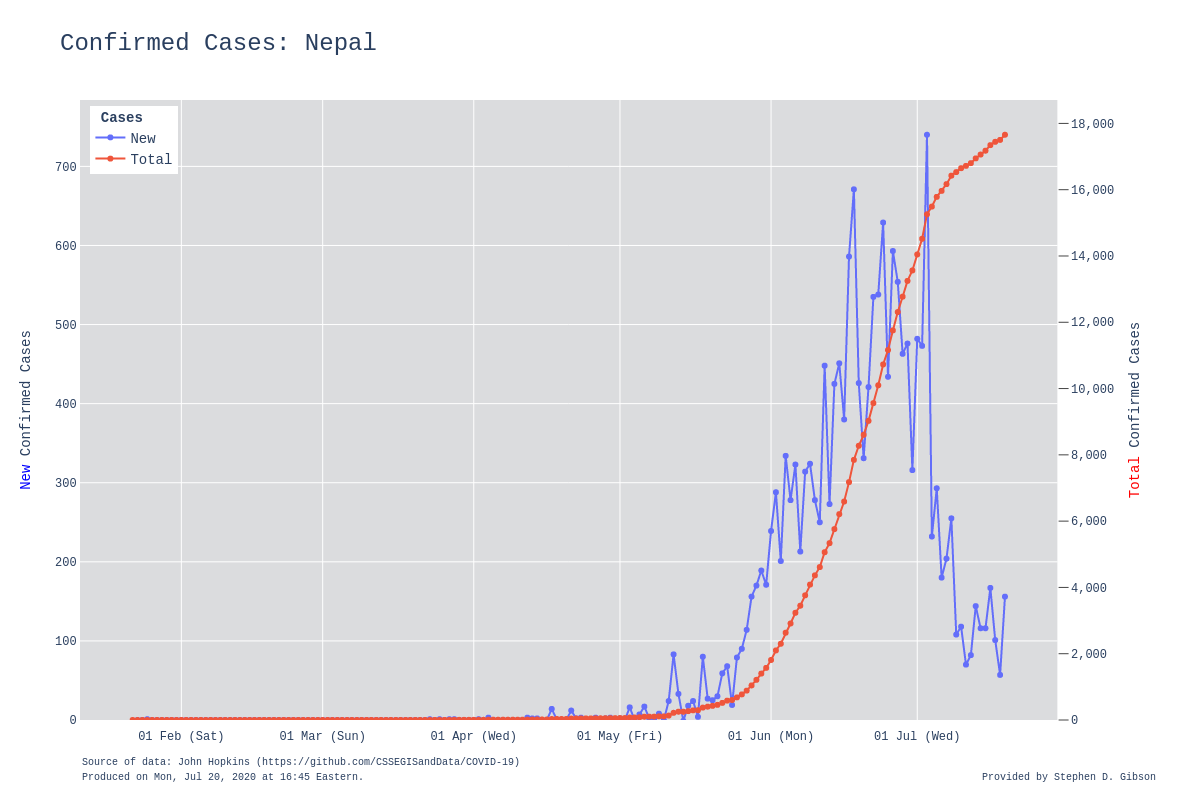 Confirmed Cases: Nepal
Cases
New
Total
700
600
500
400
300
200
100
0
18,000
16,000
14,000
12,000
10,000
8,000
6,000
4,000
2,000
0
New Confirmed Cases
Total Confirmed Cases
01 Feb (Sat) 01 Mar (Sun) 01 Apr (Wed) 01 May (Fri) 01 Jun (Mon) 01 Jul (Wed)
Source of data: John Hopkins (https://github.com/CSSEGISandData/COVID-19)
Produced on Mon, Jul 20, 2020 at 16:45 Eastern.
Provided by Stephen D. Gibson